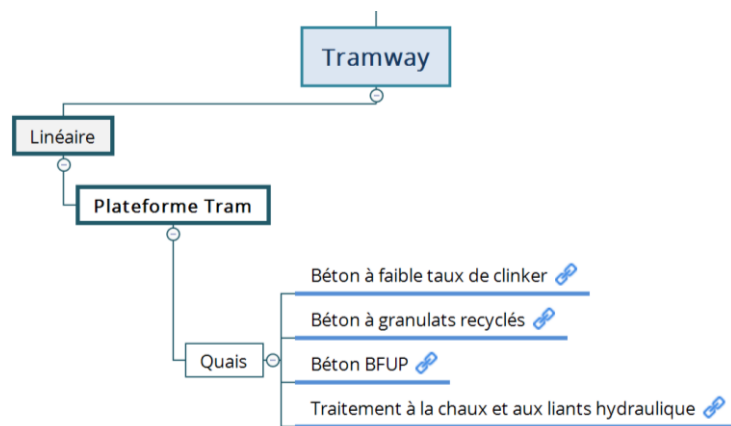 Tramway
Linéaire
Plateforme Tram
Quais
Béton à faible taux de clinker
Béton à granulats recyclés
Béton BFUP
Traitement à la chaux et aux liants hydraulique